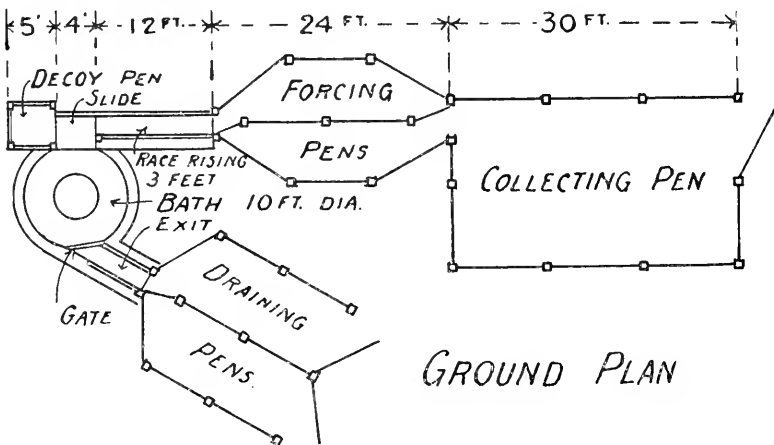 5' 4' 12 FT. 24 FT. 30 FT.
DECOY PEN
SLIDE
FORCING
PENS
RACE RISING
3 FEET
COLLECTING PEN
BATH 10 FT. DIA.
EXIT
GATE
DRAINING
PENS.
GROUND PLAN